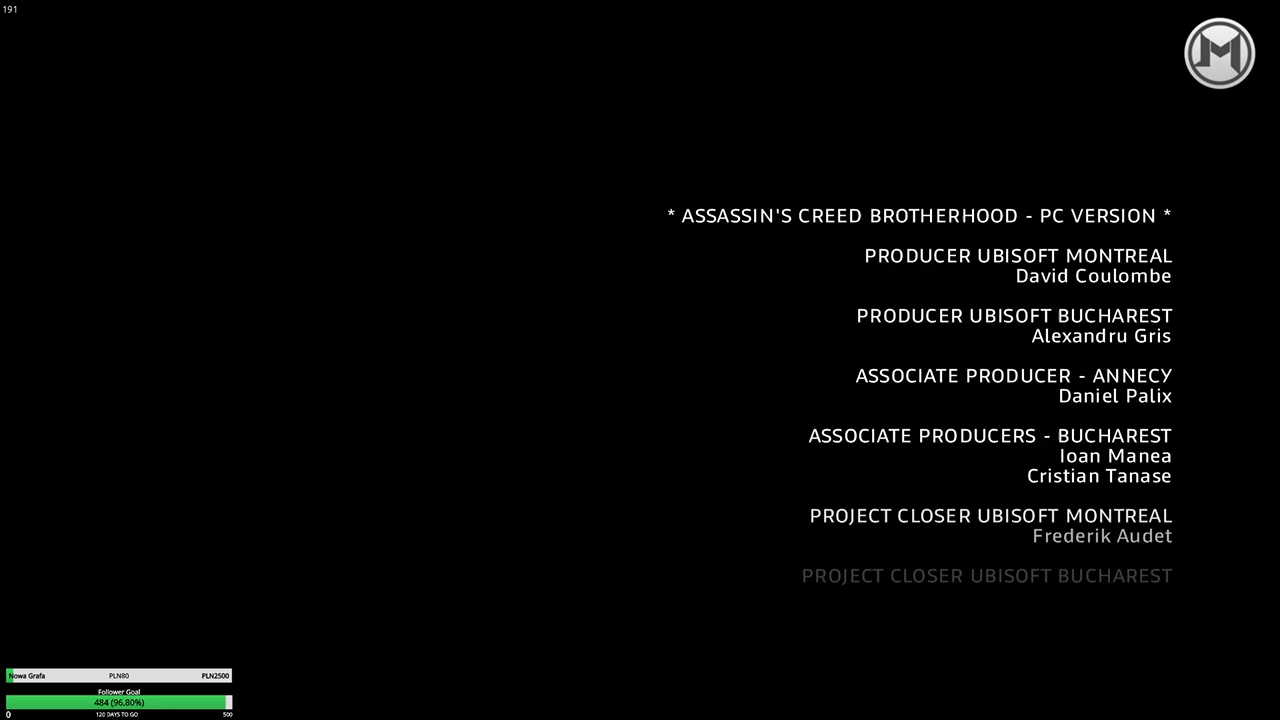 191
M
* ASSASSIN'S CREED BROTHERHOOD - PC VERSION *
PRODUCER UBISOFT MONTREAL
David Coulombe
PRODUCER UBISOFT BUCHAREST
Alexandru Gris
ASSOCIATE PRODUCER - ANNECY
Daniel Palix
ASSOCIATE PRODUCERS - BUCHAREST
Ioan Manea
Cristian Tanase
PROJECT CLOSER UBISOFT MONTREAL
Frederik Audet
PROJECT CLOSER UBISOFT BUCHAREST
Nowa Grafa PLN80 PLN2500
Follower Goal
484 (96.80%)
0 120 DAYS TO GO 500